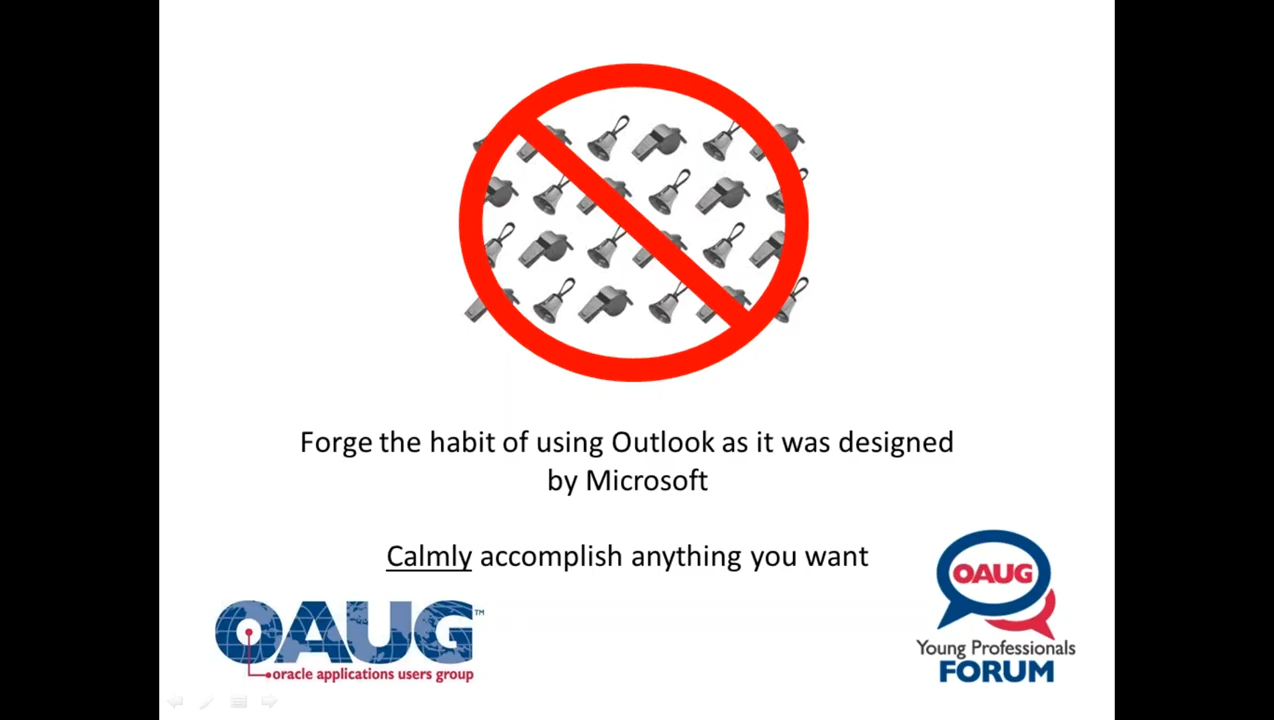 Forge the habit of using Outlook as it was designed
by Microsoft
Calmly accomplish anything you want
OAUG™
oracle applications users group
OAUG
Young Professionals
FORUM